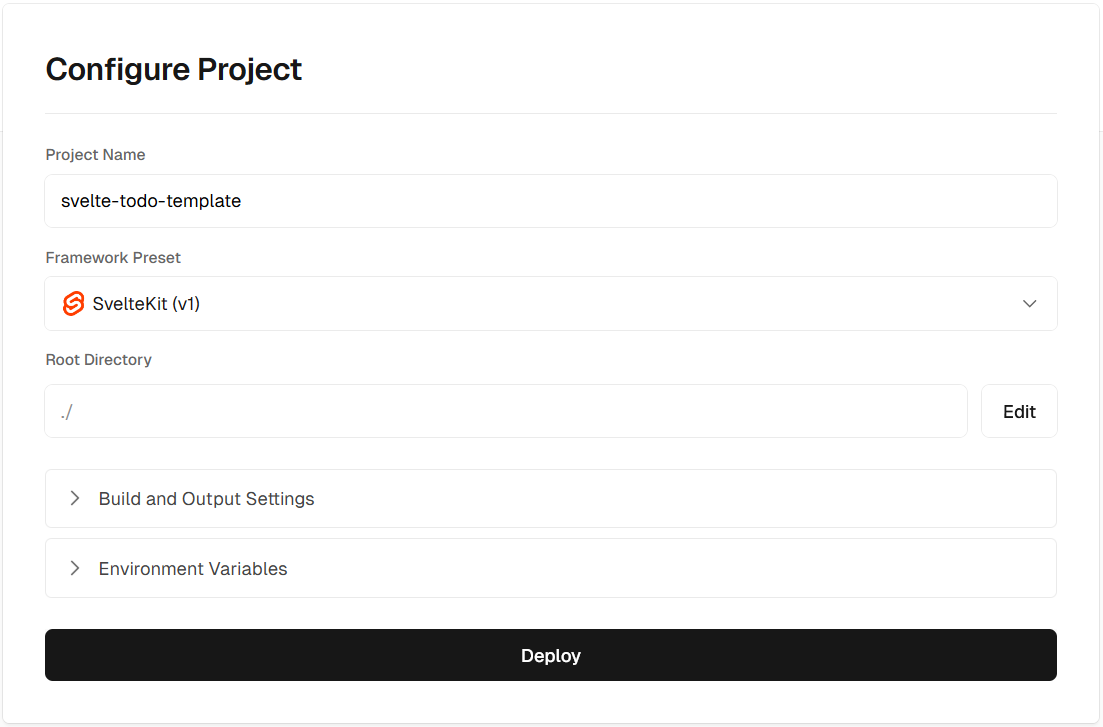 Configure Project
Project Name
svelte-todo-template
Framework Preset
SvelteKit (v1)
Root Directory
./
Edit
Build and Output Settings
Environment Variables
Deploy